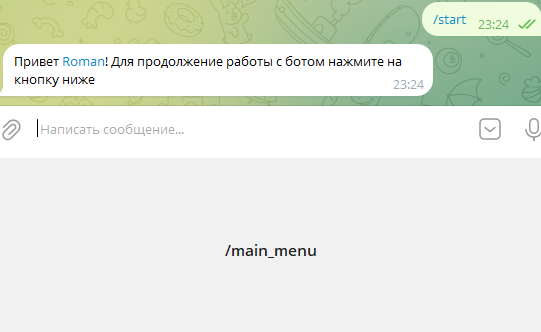 /start 23:24
Привет Roman! Для продолжение работы с ботом нажмите на
кнопку ниже
23:24
Написать сообщение...
/main_menu